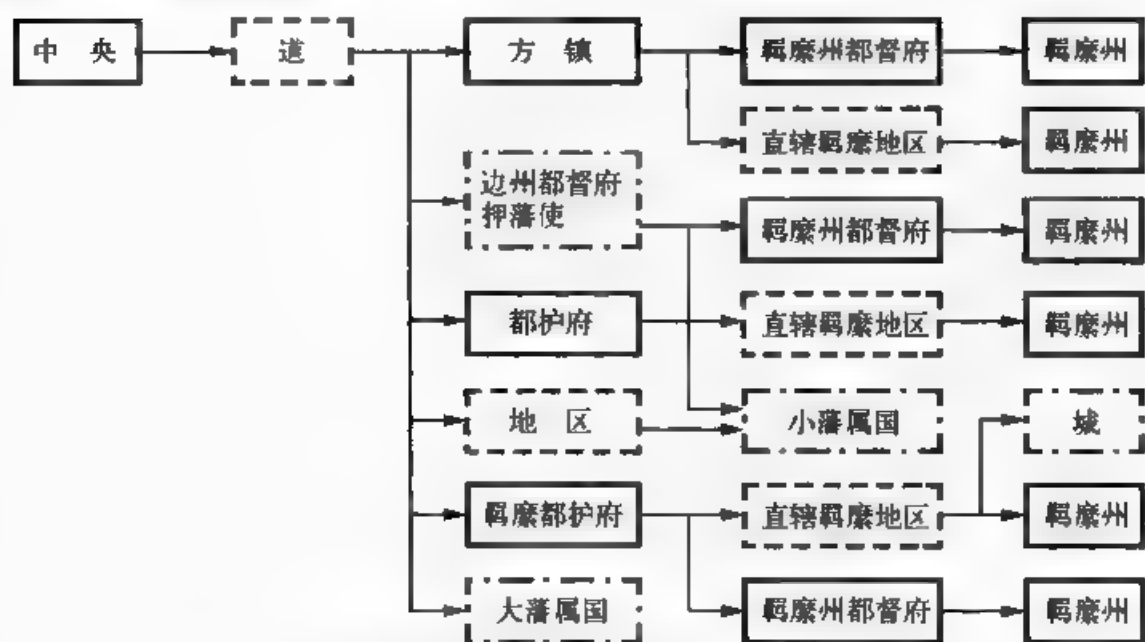 中央 道 方镇 羁縻州都督府 羁縻州
直辖羁縻地区 羁縻州
边州都督府
押藩使
羁縻州都督府 羁縻州
都护府 直辖羁縻地区 羁縻州
地区 小藩属国 城
羁縻都护府 直辖羁縻地区 羁縻州
大藩属国 羁縻州都督府 羁縻州